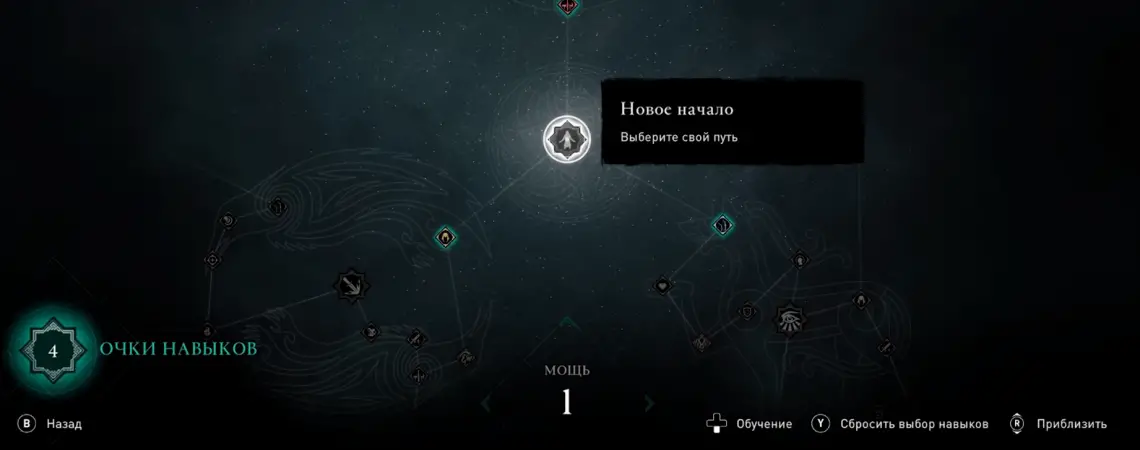 Новое начало
Выберите свой путь
4 ОЧКИ НАВЫКОВ
МОЩЬ
1
B Назад
Обучение
Y Сбросить выбор навыков
R Приблизить